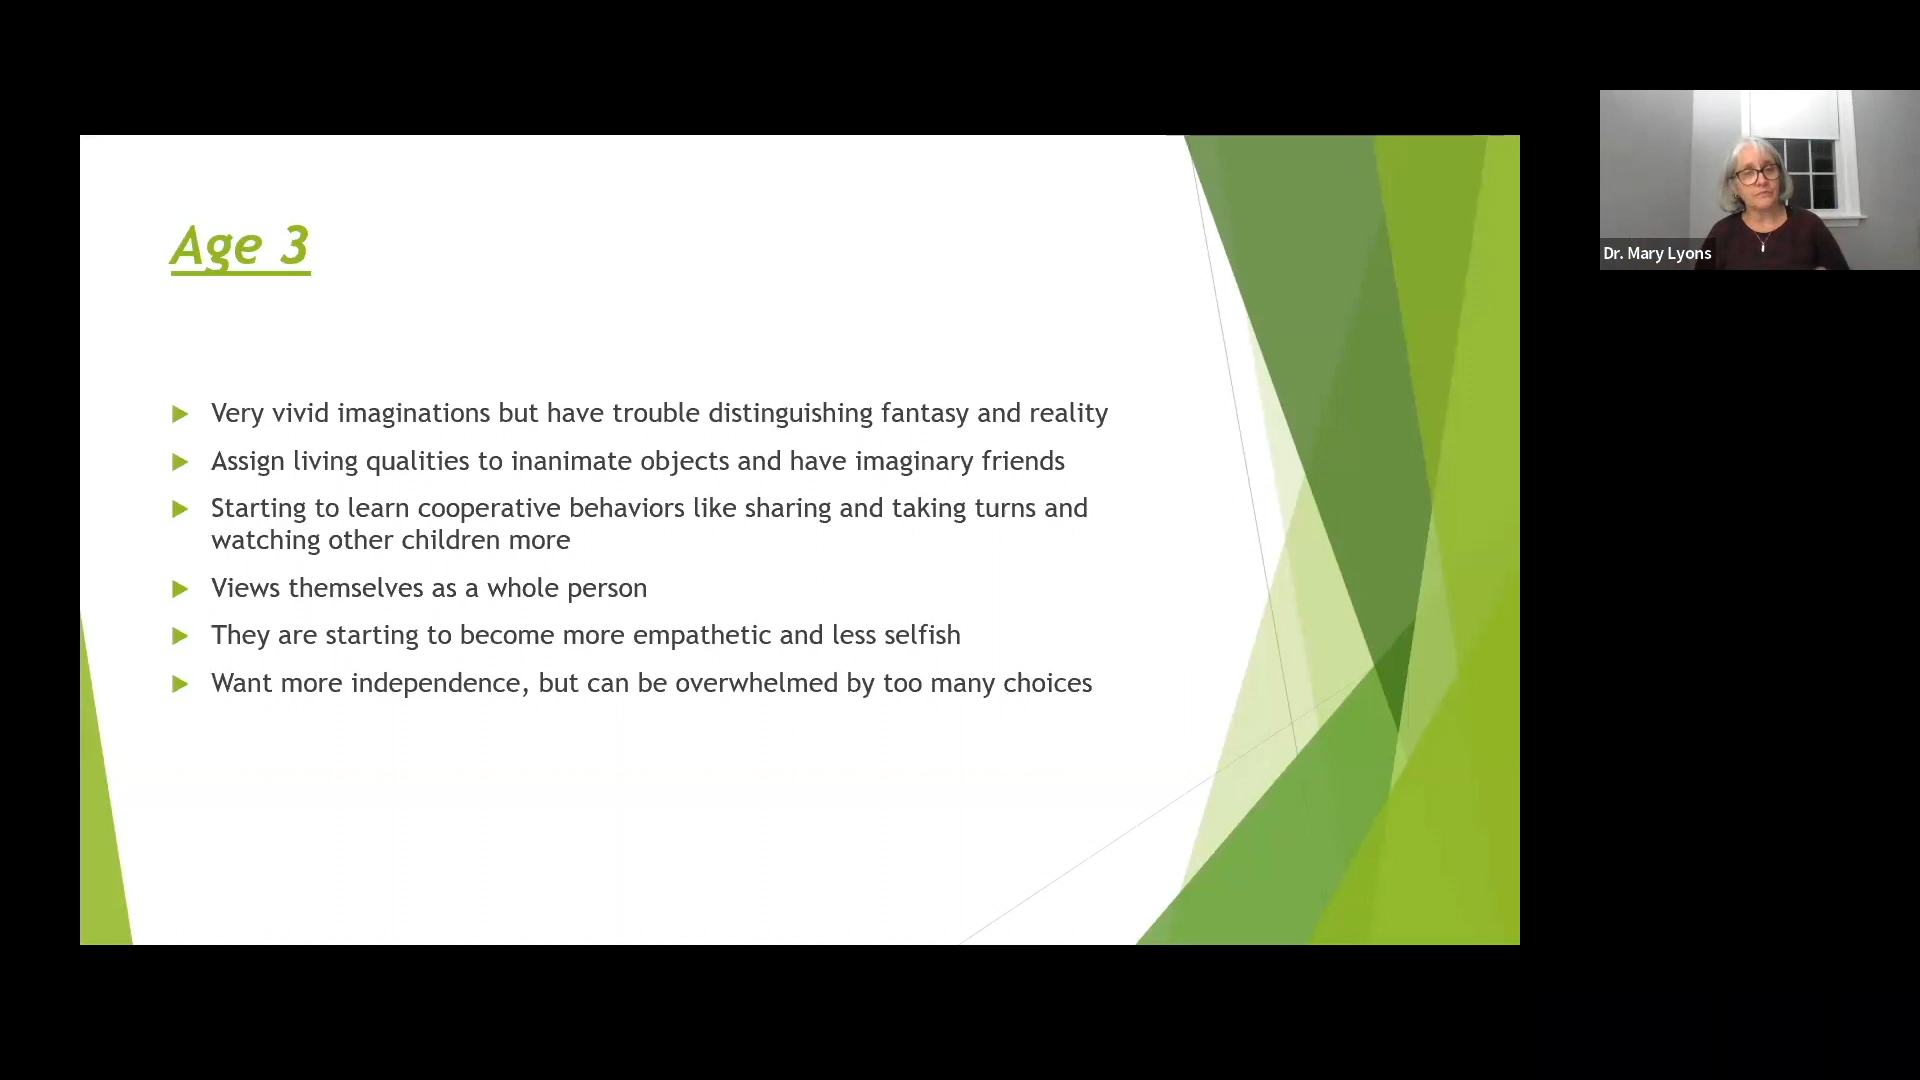 Age 3
Very vivid imaginations but have trouble distinguishing fantasy and reality
Assign living qualities to inanimate objects and have imaginary friends
Starting to learn cooperative behaviors like sharing and taking turns and
watching other children more
Views themselves as a whole person
They are starting to become more empathetic and less selfish
Want more independence, but can be overwhelmed by too many choices
Dr. Mary Lyons